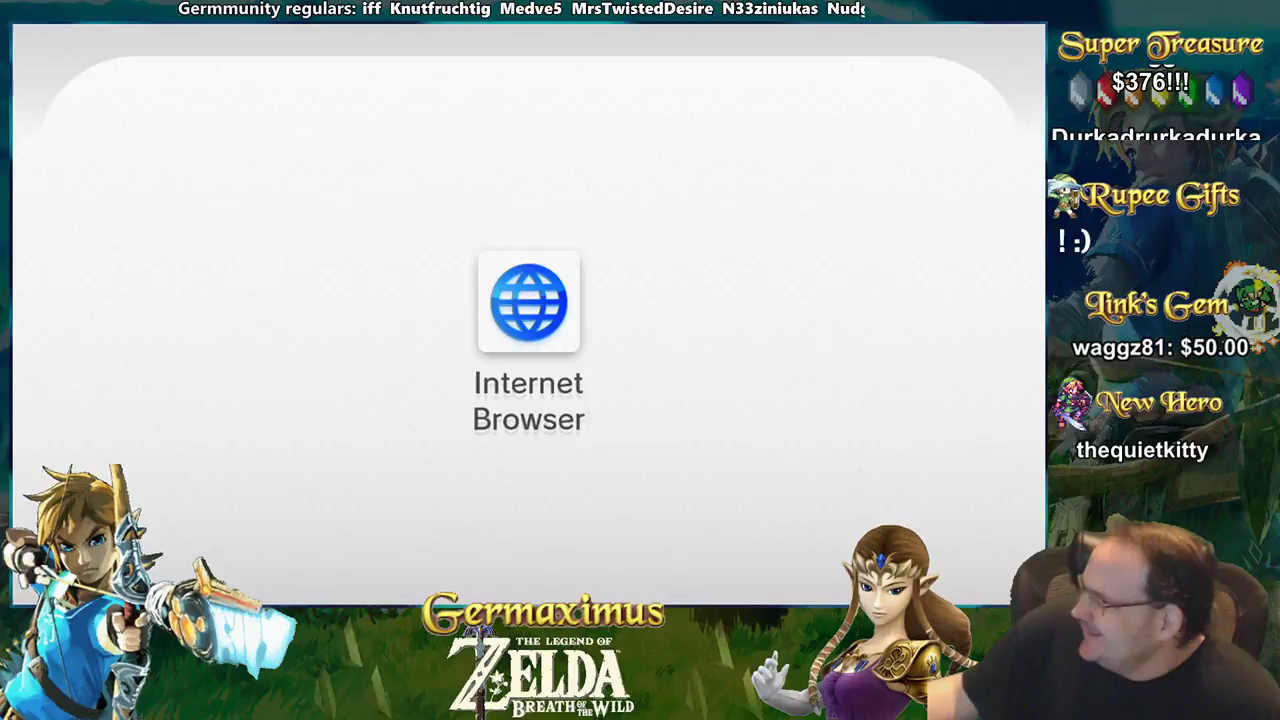 Germmunity regulars: iff Knutfruchtig Medve5 MrsTwistedDesire N33ziniukas
Super Treasure
$376!!!
Durkadrurkadurka
Rupee Gifts
! :)
Link's Gem
waggz81: $50.00
New Hero
thequietkitty
Internet
Browser
Germaximus
THE LEGEND OF
ZELDA
BREATH OF THE WILD